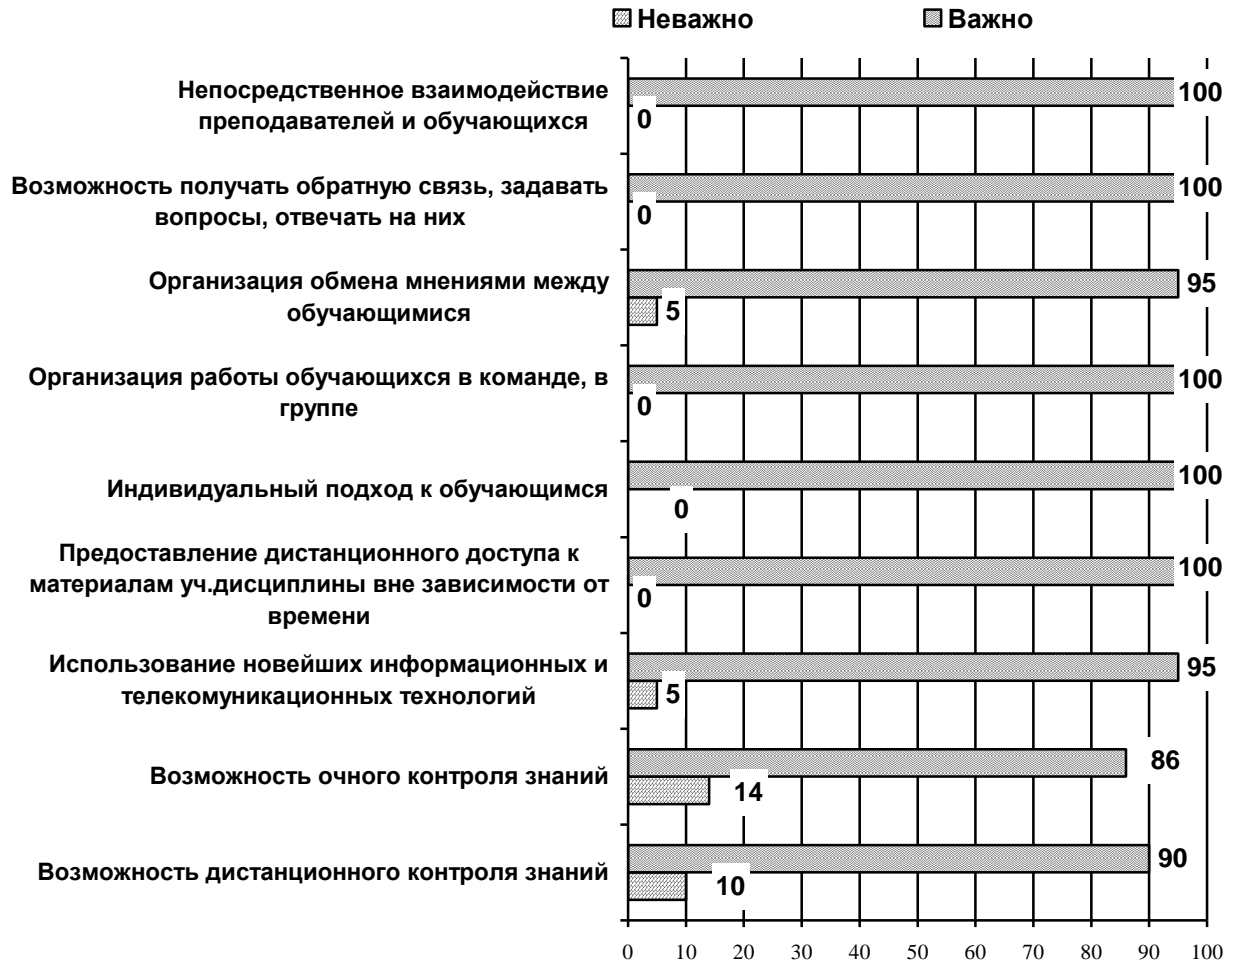 Неважно
Важно
Непосредственное взаимодействие
преподавателей и обучающихся
100
0
Возможность получать обратную связь, задавать
вопросы, отвечать на них
100
0
Организация обмена мнениями между
обучающимися
95
5
Организация работы обучающихся в команде, в
группе
100
0
Индивидуальный подход к обучающимся
100
0
Предоставление дистанционного доступа к
материалам уч.дисциплины вне зависимости от
времени
100
0
Использование новейших информационных и
телекомуникационных технологий
95
5
Возможность очного контроля знаний
86
14
Возможность дистанционного контроля знаний
90
10
0 10 20 30 40 50 60 70 80 90 100